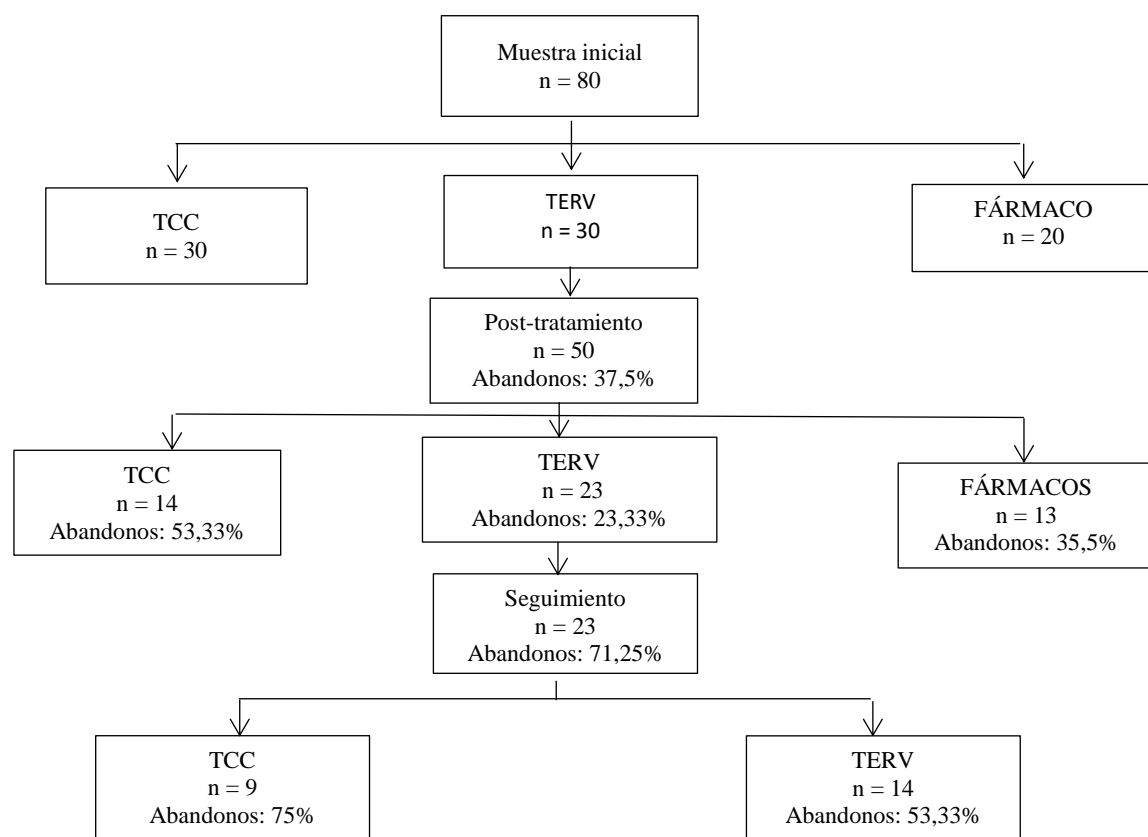 Muestra inicial
n = 80
TCC
n = 30
TERV
n = 30
FÁRMACO
n = 20
Post-tratamiento
n = 50
Abandonos: 37,5%
TCC
n = 14
Abandonos: 53,33%
TERV
n = 23
Abandonos: 23,33%
FÁRMACOS
n = 13
Abandonos: 35,5%
Seguimiento
n = 23
Abandonos: 71,25%
TCC
n = 9
Abandonos: 75%
TERV
n = 14
Abandonos: 53,33%